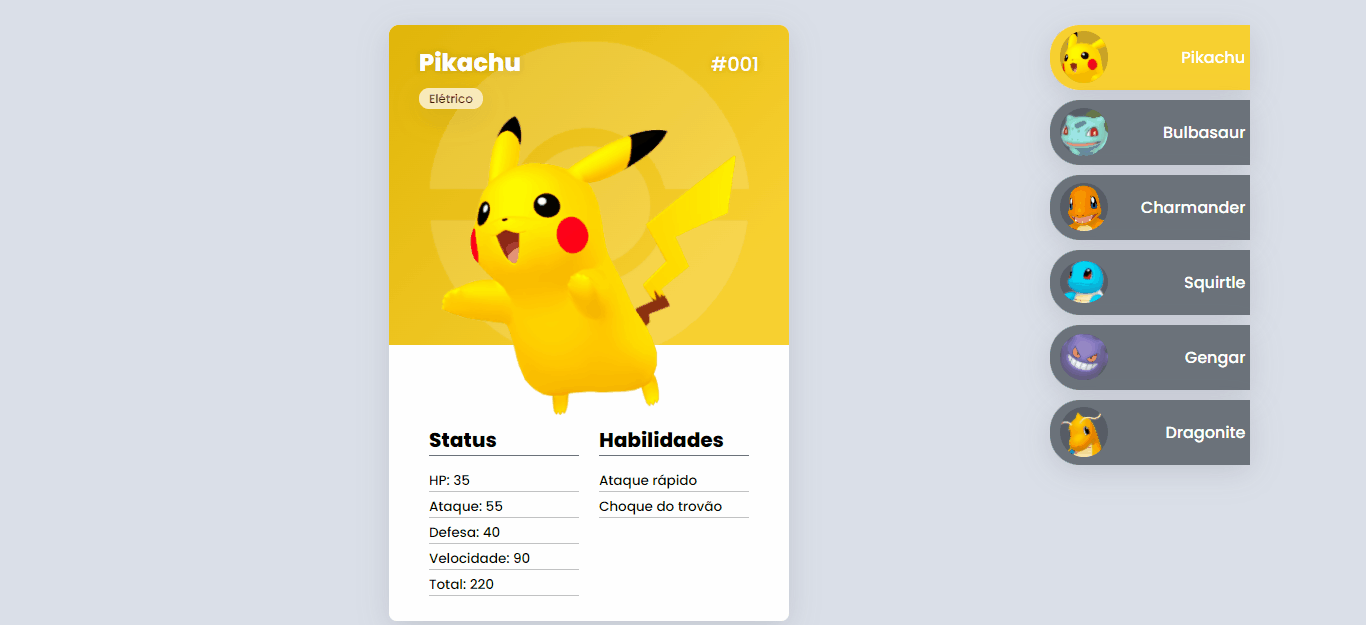 Pikachu
#001
Elétrico
Status
HP: 35
Ataque: 55
Defesa: 40
Velocidade: 90
Total: 220
Habilidades
Ataque rápido
Choque do trovão
Pikachu
Bulbasaur
Charmander
Squirtle
Gengar
Dragonite